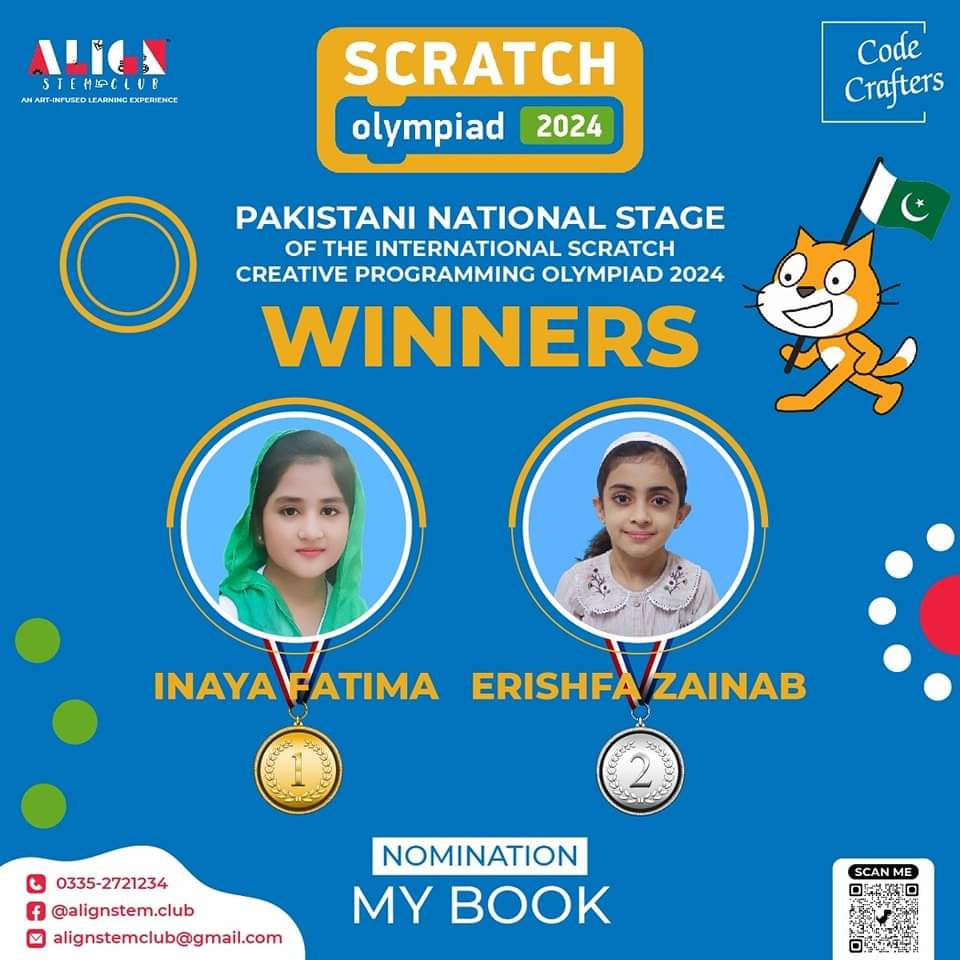 ALIGN
STEM CLUB
AN ART-INFUSED LEARNING EXPERIENCE
SCRATCH
olympiad 2024
Code
Crafters
PAKISTANI NATIONAL STAGE
OF THE INTERNATIONAL SCRATCH
CREATIVE PROGRAMMING OLYMPIAD 2024
WINNERS
INAYA FATIMA
ERISHFA ZAINAB
1
2
NOMINATION
MY BOOK
0335-2721234
@alignstem.club
alignstemclub@gmail.com
SCAN ME